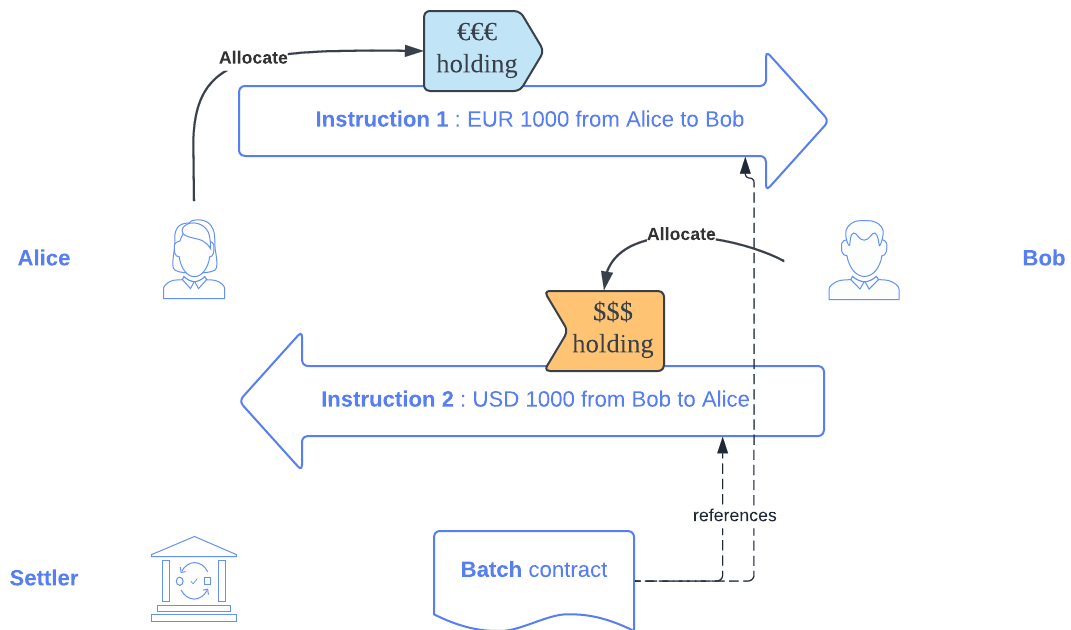 €€€
holding
Allocate
Instruction 1 : EUR 1000 from Alice to Bob
Alice
Allocate
Bob
$$$
holding
Instruction 2 : USD 1000 from Bob to Alice
references
Settler
Batch contract